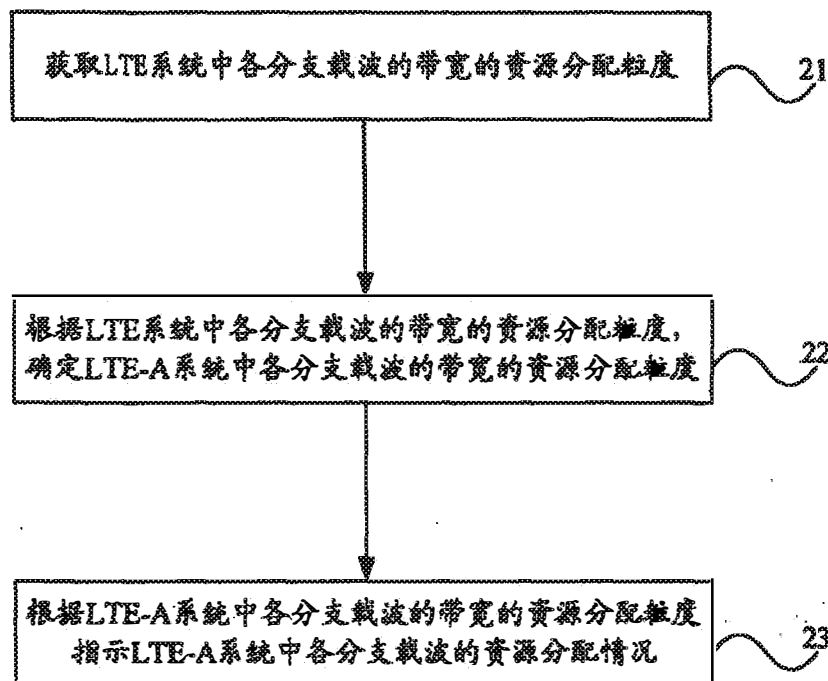 获取LTE系统中各分支载波的带宽的资源分配粒度
21
根据LTE系统中各分支载波的带宽的资源分配粒度,
确定LTE-A系统中各分支载波的带宽的资源分配粒度
22
根据LTE-A系统中各分支载波的带宽的资源分配粒度
指示LTE-A系统中各分支载波的资源分配情况
23